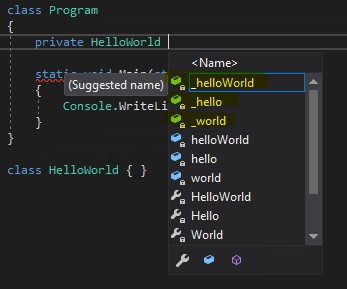 class Program
{
private HelloWorld
<Name>
static void Main(st
_helloWorld
(Suggested name)
{
_hello
Console.WriteLi
_world
}
helloWorld
}
hello
world
class HelloWorld { }
HelloWorld
Hello
World